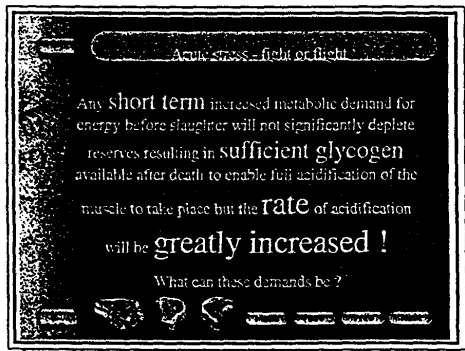 Acute stress - fight or flight
Any short term increased metabolic demand for
energy before slaughter will not significantly deplete
reserves resulting in sufficient glycogen
available after death to enable full acidification of the
muscle to take place but the rate of acidification
will be greatly increased !
What can these demands be ?